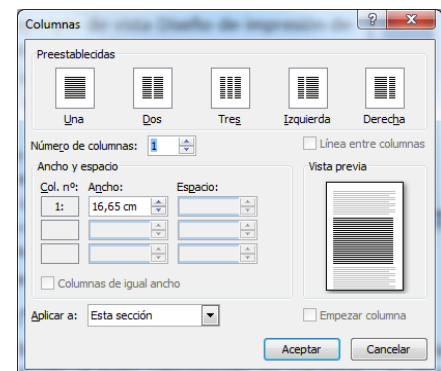 Columnas
Preestablecidas
Una Dos Tres Izquierda Derecha
Número de columnas: 1 Línea entre columnas
Ancho y espacio Vista previa
Col. nº: Ancho: Espacio:
1: 16,65 cm
Columnas de igual ancho
Aplicar a: Esta sección Empezar columna
Aceptar Cancelar